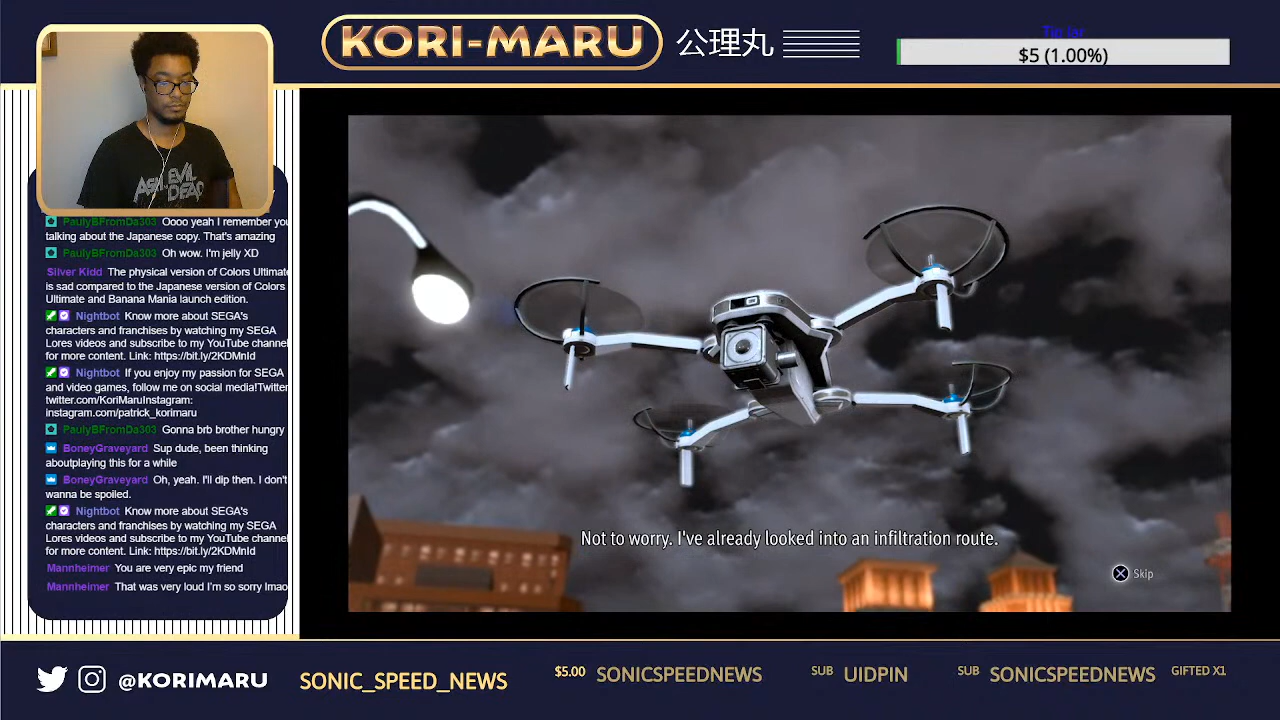 KORI-MARU 公理丸
Tip jar
$5 (1.00%)
ASH EVIL DEAD
PaulyBFromDa303 Oooo yeah I remember you
talking about the Japanese copy. That's amazing
PaulyBFromDa303 Oh wow. I'm jelly XD
Silver Kidd The physical version of Colors Ultimate
is sad compared to the Japanese version of Colors
Ultimate and Banana Mania launch edition.
Nightbot Know more about SEGA's
characters and franchises by watching my SEGA
Lores videos and subscribe to my YouTube channel
for more content. Link: https://bit.ly/2KDMnId
Nightbot If you enjoy my passion for SEGA
and video games, follow me on social media!Twitter
twitter.com/KoriMaruInstagram:
instagram.com/patrick_korimaru
PaulyBFromDa303 Gonna brb brother hungry
BoneyGraveyard Sup dude, been thinking
aboutplaying this for a while
BoneyGraveyard Oh, yeah. I'll dip then. I don't
wanna be spoiled.
Nightbot Know more about SEGA's
characters and franchises by watching my SEGA
Lores videos and subscribe to my YouTube channel
for more content. Link: https://bit.ly/2KDMnId
Mannheimer You are very epic my friend
Mannheimer That was very loud I'm so sorry lmao
Not to worry. I've already looked into an infiltration route.
Skip
@KORIMARU SONIC_SPEED_NEWS $5.00 SONICSPEEDNEWS SUB UIDPIN SUB SONICSPEEDNEWS GIFTED X1